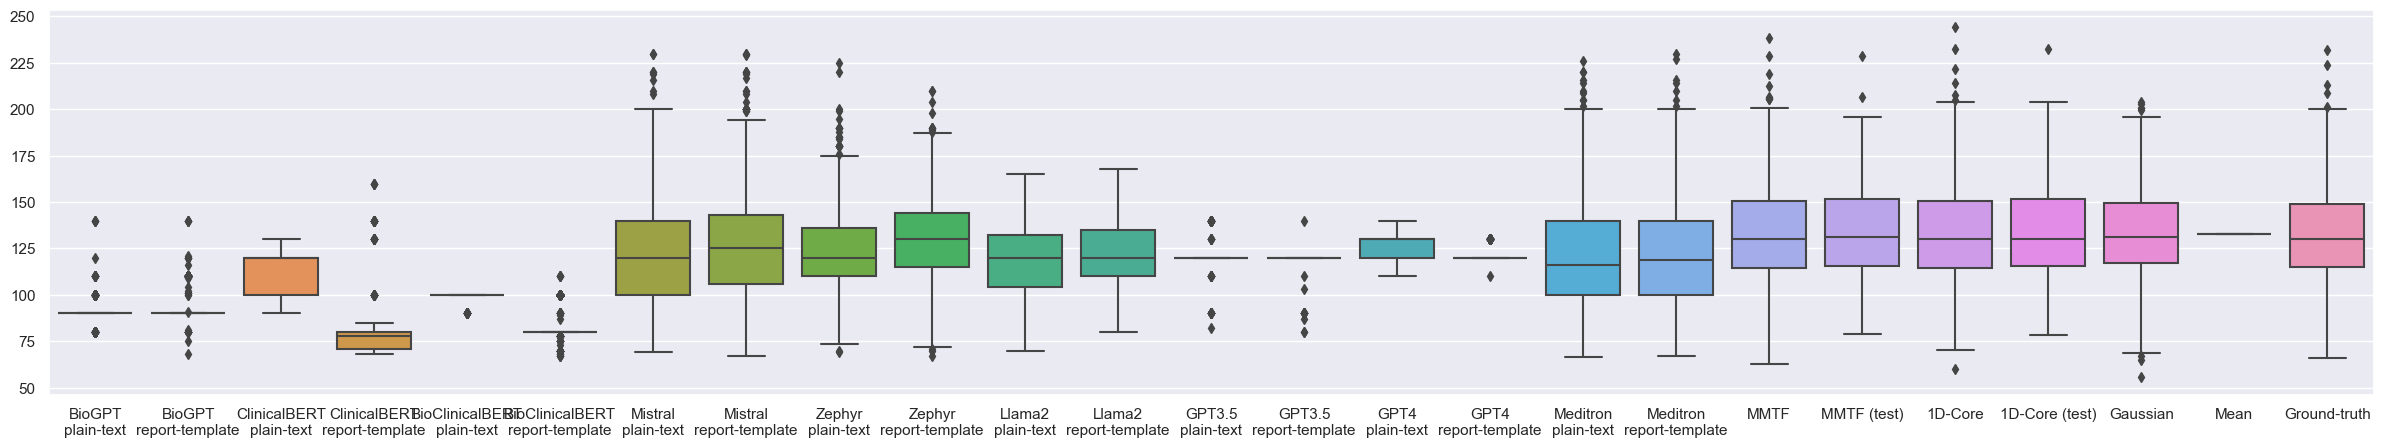 250
225
200
175
150
125
100
75
50
BioGPT plain-text
BioGPT report-template
ClinicalBERT plain-text
ClinicalBERT report-template
BioClinicalBERT plain-text
BioClinicalBERT report-template
Mistral plain-text
Mistral report-template
Zephyr plain-text
Zephyr report-template
Llama2 plain-text
Llama2 report-template
GPT3.5 plain-text
GPT3.5 report-template
GPT4 plain-text
GPT4 report-template
Meditron plain-text
Meditron report-template
MMTF
MMTF (test)
1D-Core
1D-Core (test)
Gaussian
Mean
Ground-truth